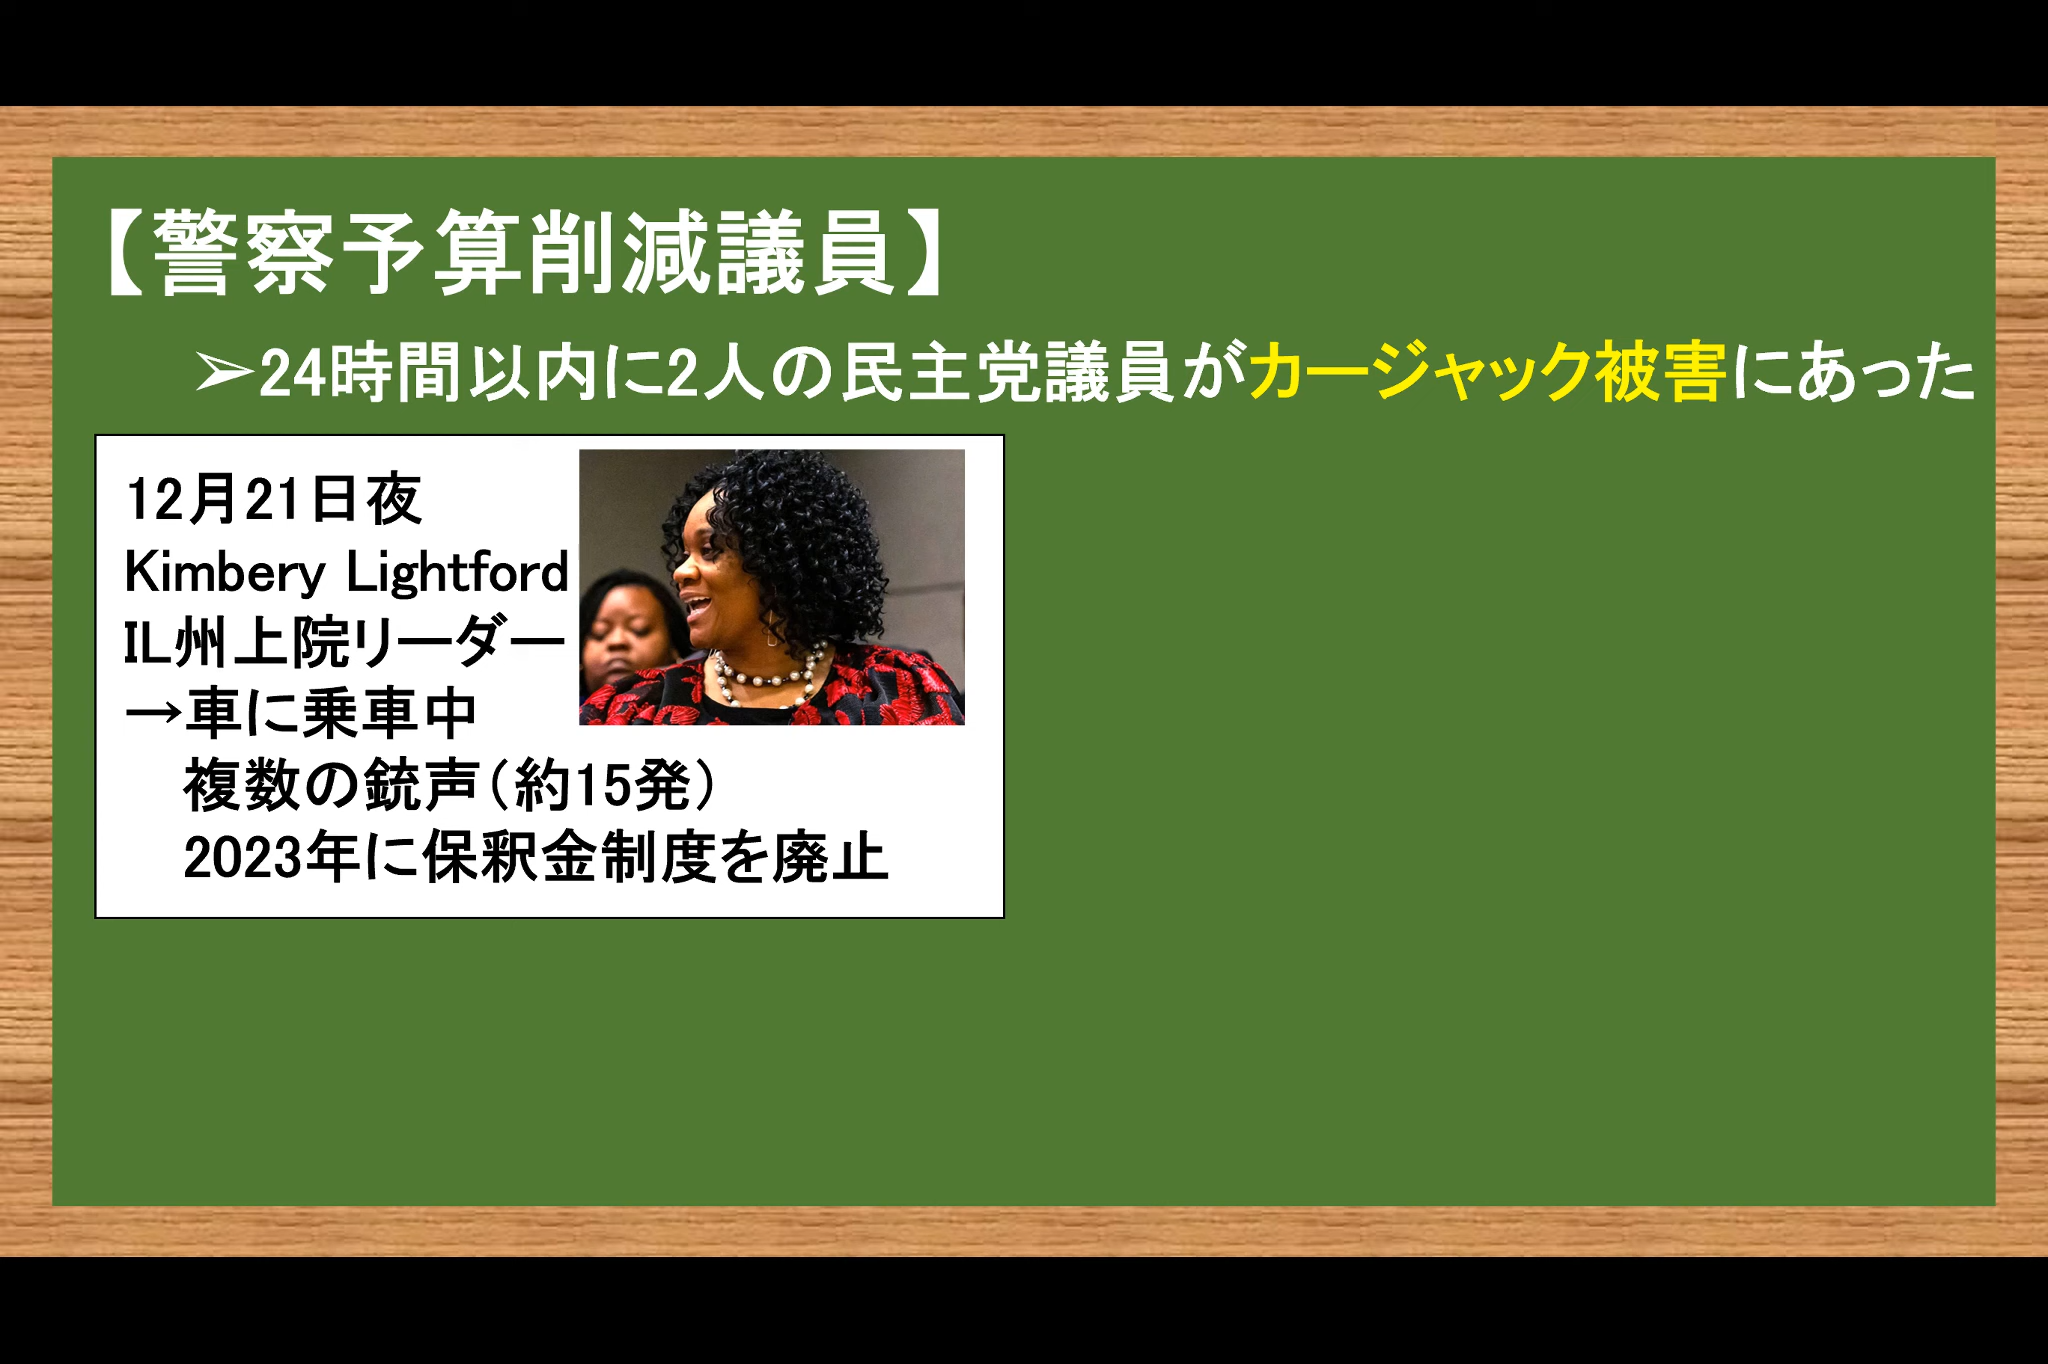 【警察予算削減議員】
➢24時間以内に2人の民主党議員がカージャック被害にあった
12月21日夜
Kimbery Lightford
IL州上院リーダー
→車に乗車中
複数の銃声(約15発)
2023年に保釈金制度を廃止